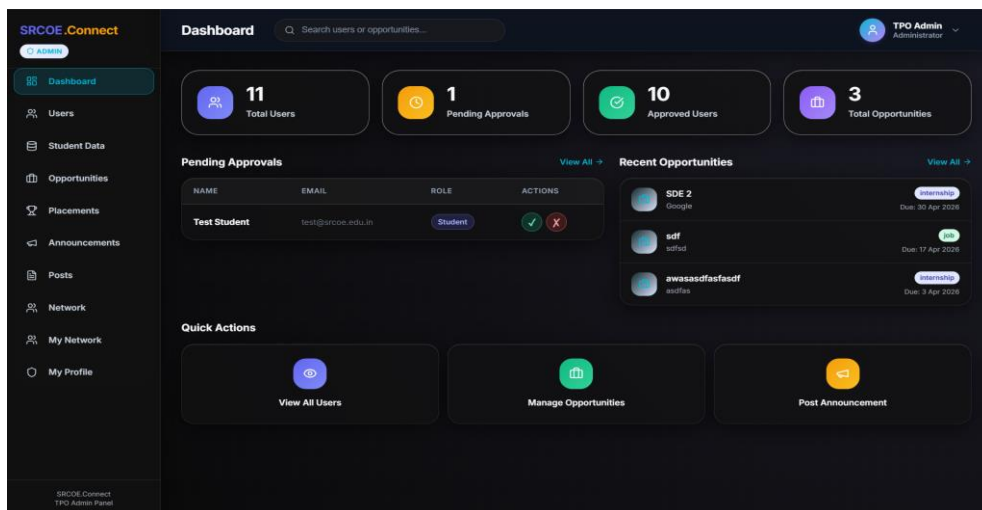 SRCOE.Connect
ADMIN
Dashboard
Users
Student Data
Opportunities
Placements
Announcements
Posts
Network
My Network
My Profile
SRCOE.Connect
TPO Admin Panel
Dashboard
Search users or opportunities...
TPO Admin
Administrator
11
Total Users
1
Pending Approvals
10
Approved Users
3
Total Opportunities
Pending Approvals
View All →
NAME EMAIL ROLE ACTIONS
Test Student test@srcoe.edu.in Student ✓ ✗
Recent Opportunities
View All →
SDE 2 internship
Google Due: 30 Apr 2026
sdf job
sdfsd Due: 17 Apr 2026
awasasdfasfasdf internship
asdfas Due: 3 Apr 2026
Quick Actions
View All Users
Manage Opportunities
Post Announcement